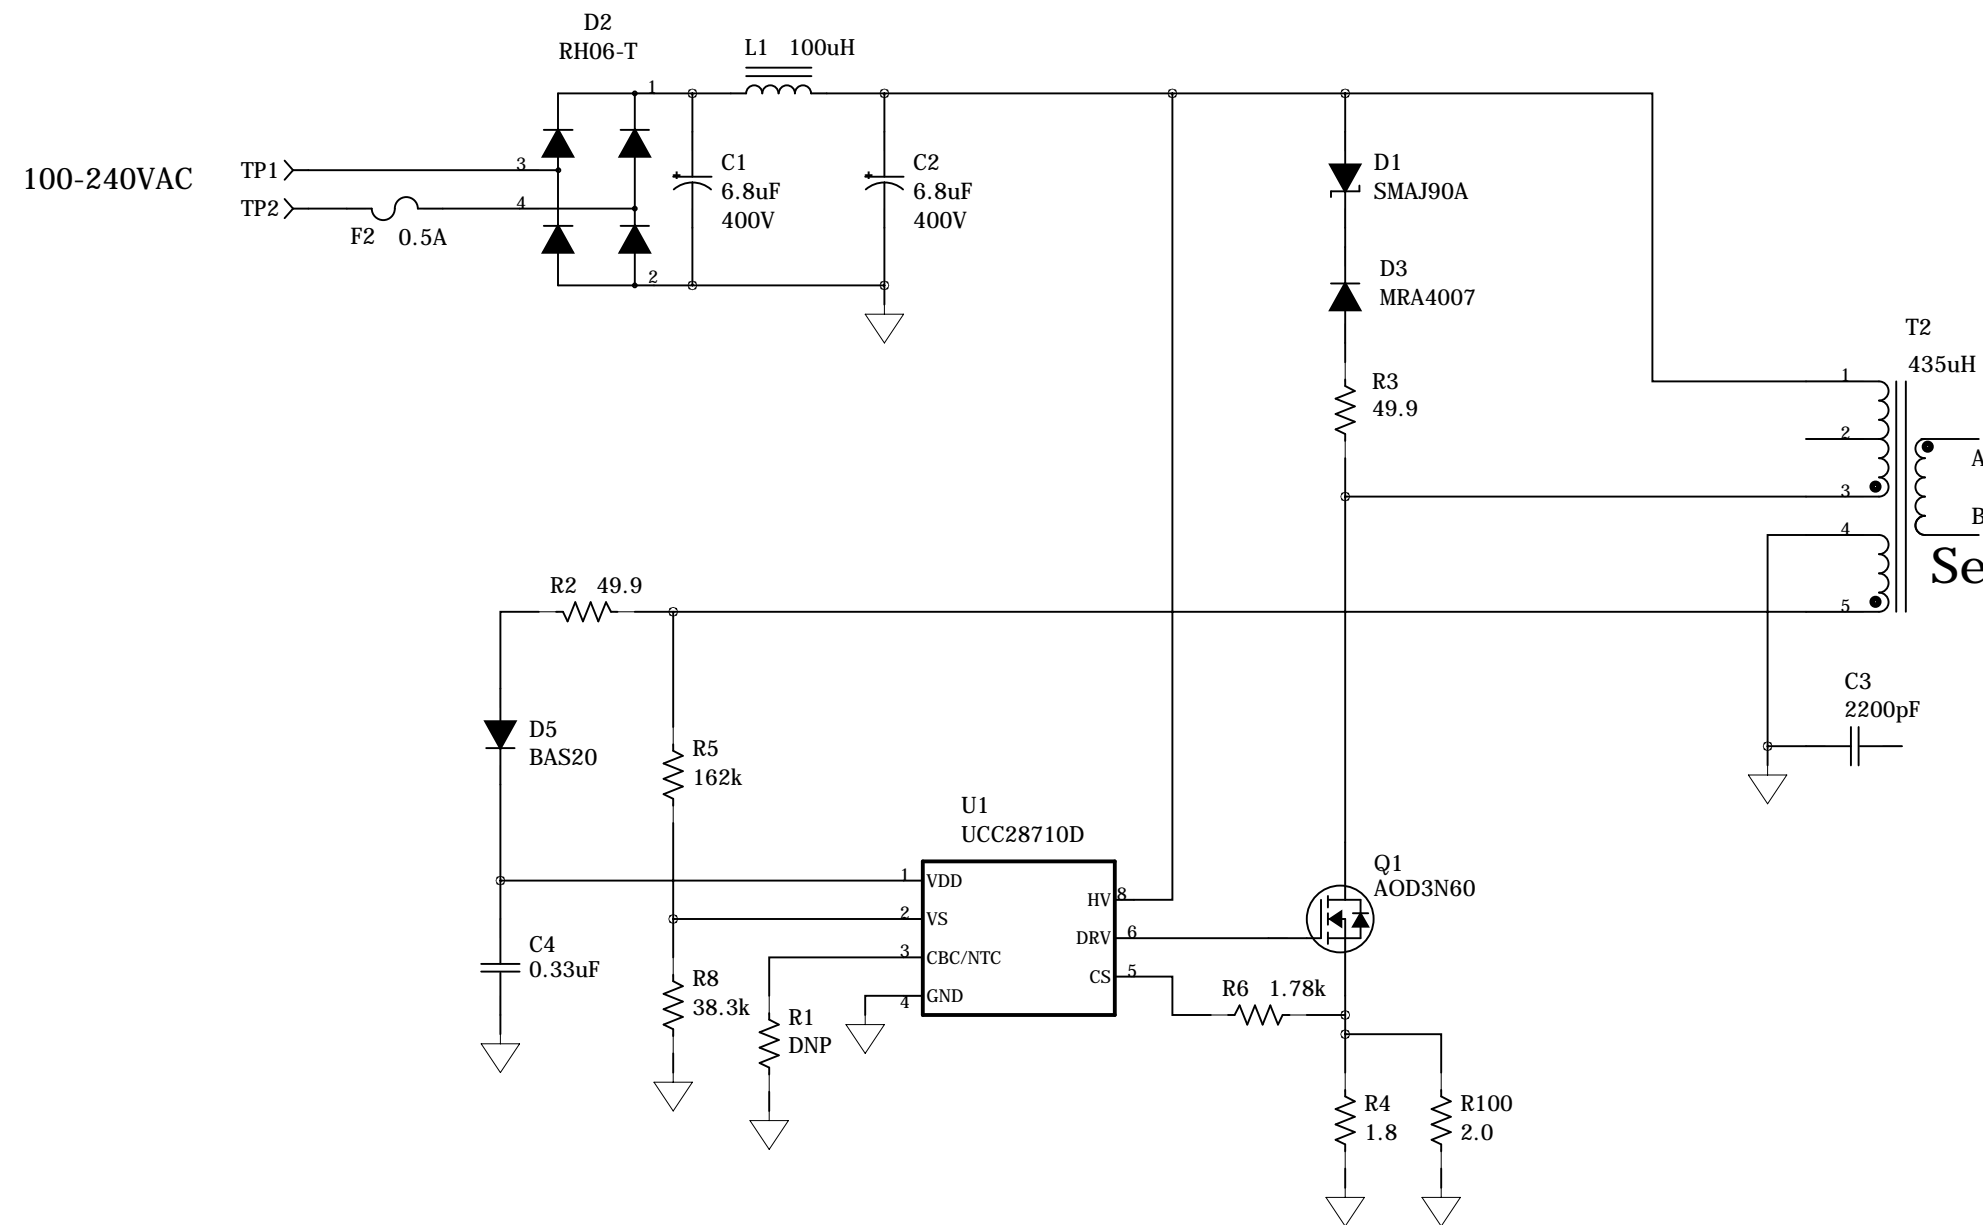 D2
RH06-T
L1 100uH
1
100-240VAC
TP1
3
TP2
4
F2 0.5A
2
C1
6.8uF
400V
C2
6.8uF
400V
D1
SMAJ90A
D3
MRA4007
R3
49.9
T2
435uH
1
2
3
4
5
A
B
Se
R2 49.9
D5
BAS20
R5
162k
C3
2200pF
U1
UCC28710D
1 VDD
2 VS
3 CBC/NTC
4 GND
HV 8
DRV 6
CS 5
Q1
AOD3N60
C4
0.33uF
R8
38.3k
R1
DNP
R6 1.78k
R4
1.8
R100
2.0